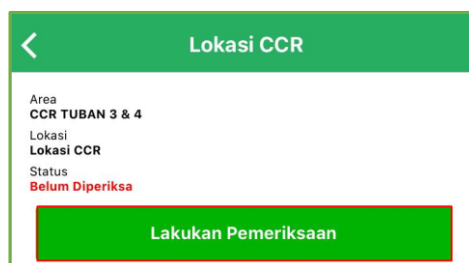 Lokasi CCR
Area
CCR TUBAN 3 & 4
Lokasi
Lokasi CCR
Status
Belum Diperiksa
Lakukan Pemeriksaan